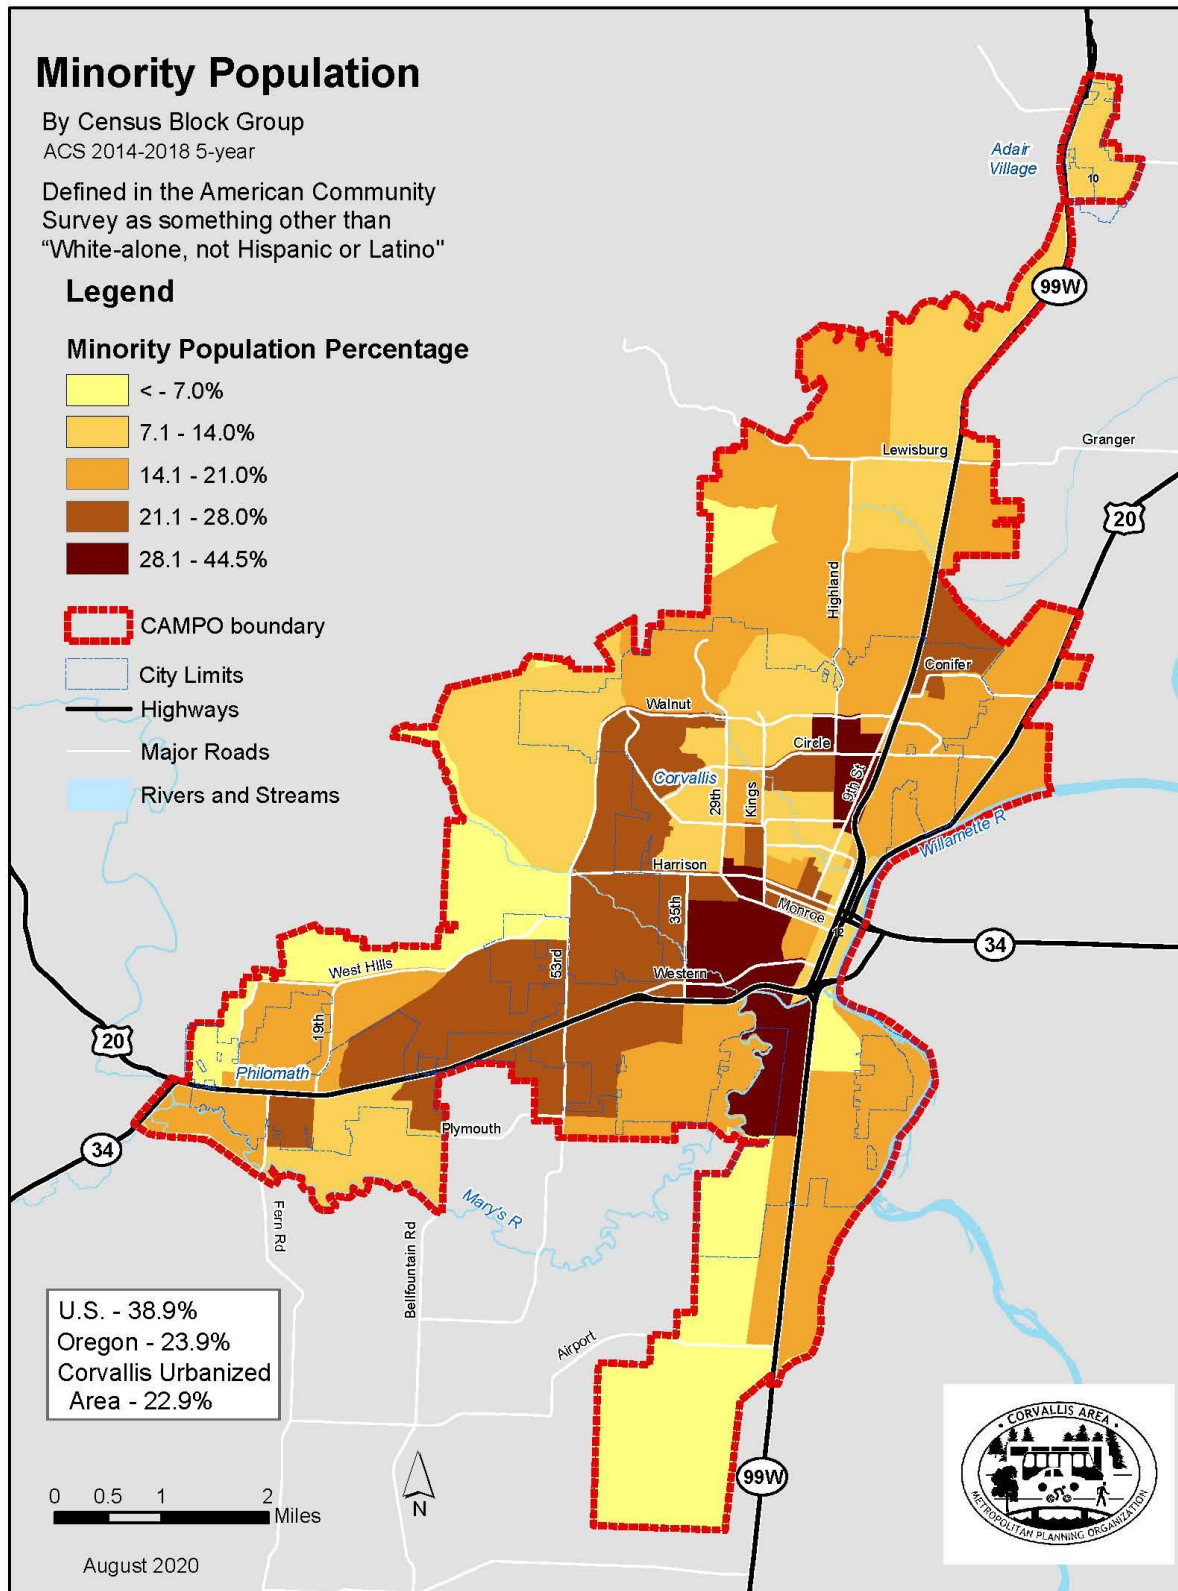 Minority Population
By Census Block Group
ACS 2014-2018 5-year
Defined in the American Community
Survey as something other than
“White-alone, not Hispanic or Latino"
Legend
Minority Population Percentage
< - 7.0%
7.1 - 14.0%
14.1 - 21.0%
21.1 - 28.0%
28.1 - 44.5%
CAMPO boundary
City Limits
Highways
Major Roads
Rivers and Streams
Adair
Village
10
99W
Lewisburg
Granger
20
Highland
Conifer
Walnut
Circle
Corvallis
29th
Kings
9th St
Willamette R
Harrison
35th
Monroe
12
34
53rd
Western
West Hills
19th
20
Philomath
34
Plymouth
Mary's R
Fern Rd
Bellfountain Rd
Airport
99W
U.S. - 38.9%
Oregon - 23.9%
Corvallis Urbanized
Area - 22.9%
0 0.5 1 2
Miles
N
August 2020
CORVALLIS AREA
METROPOLITAN PLANNING ORGANIZATION